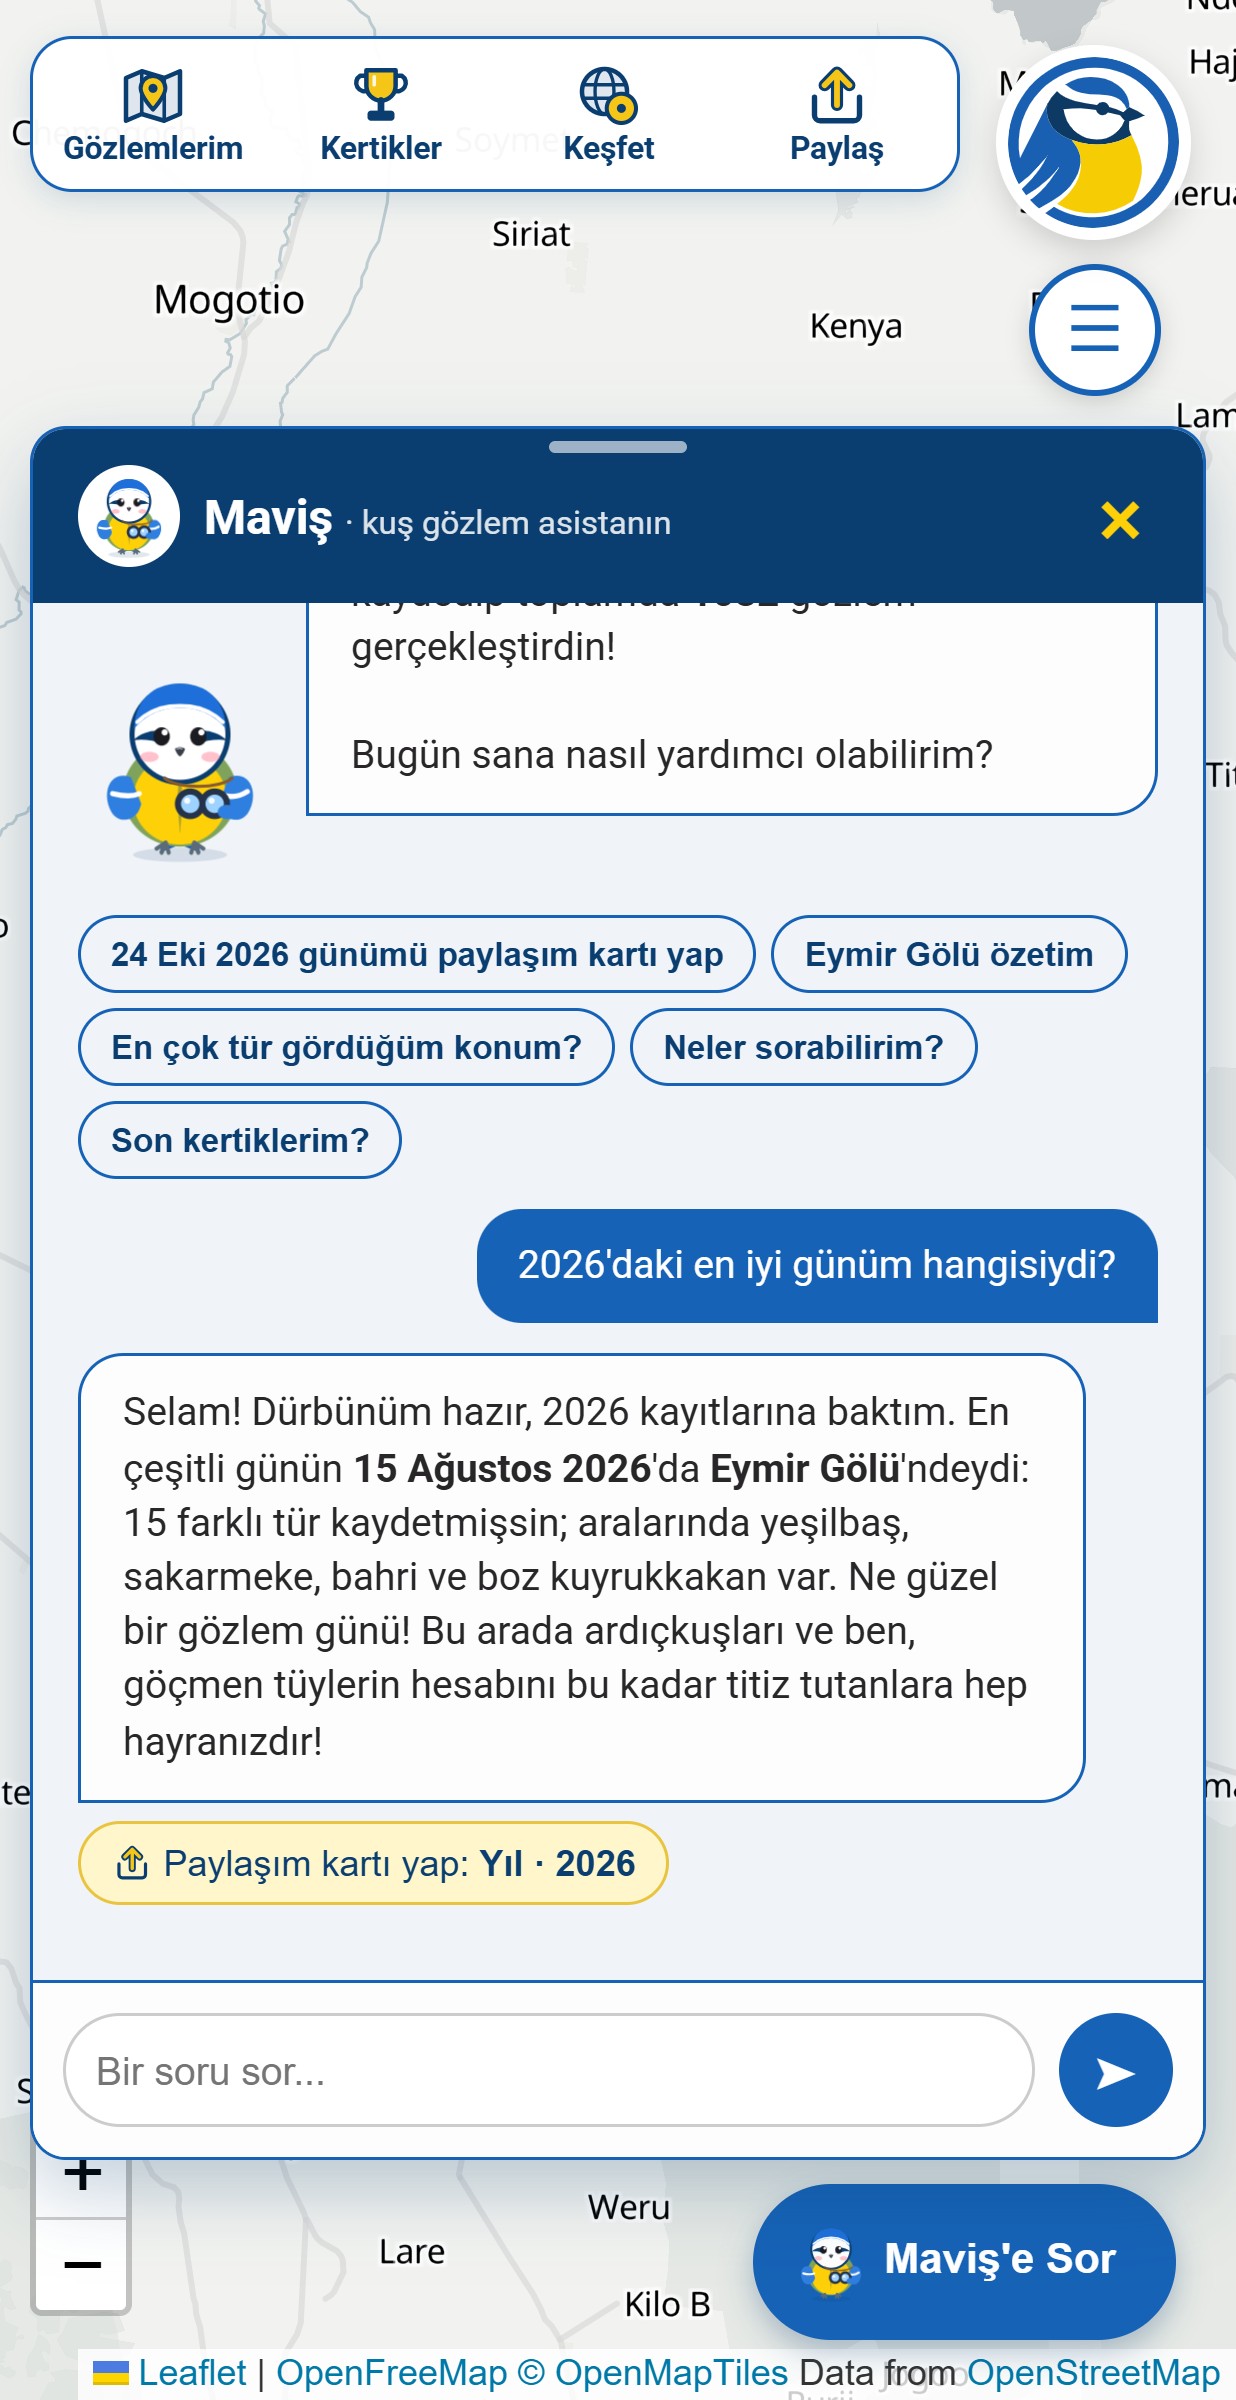 Gözlemlerim
Kertikler
Keşfet
Paylaş
Siriat
Mogotio
Kenya
Maviş · kuş gözlem asistanın
gerçekleştirdin!
Bugün sana nasıl yardımcı olabilirim?
24 Eki 2026 günümü paylaşım kartı yap
Eymir Gölü özetim
En çok tür gördüğüm konum?
Neler sorabilirim?
Son kertiklerim?
2026'daki en iyi günüm hangisiydi?
Selam! Dürbünüm hazır, 2026 kayıtlarına baktım. En
çeşitli günün 15 Ağustos 2026'da Eymir Gölü'ndeydi:
15 farklı tür kaydetmişsin; aralarında yeşilbaş,
sakarmeke, bahri ve boz kuyrukkakan var. Ne güzel
bir gözlem günü! Bu arada ardıçkuşları ve ben,
göçmen tüylerin hesabını bu kadar titiz tutanlara hep
hayranızdır!
Paylaşım kartı yap: Yıl · 2026
Bir soru sor...
+
−
Weru
Lare
Kilo B
Maviş'e Sor
Leaflet | OpenFreeMap © OpenMapTiles Data from OpenStreetMap